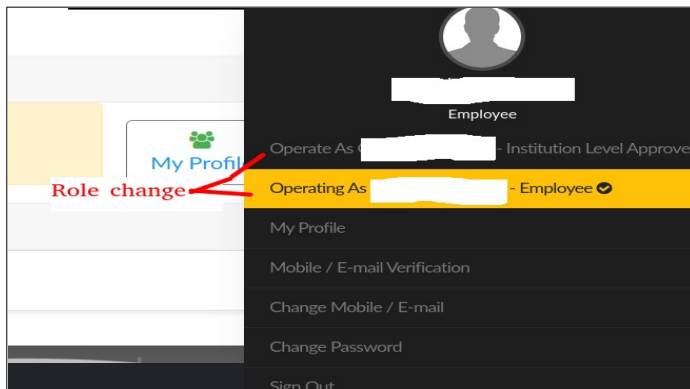 Employee
Operate As - Institution Level Approve
My Profil
Role change
Operating As - Employee
My Profile
Mobile / E-mail Verification
Change Mobile / E-mail
Change Password
Sign Out